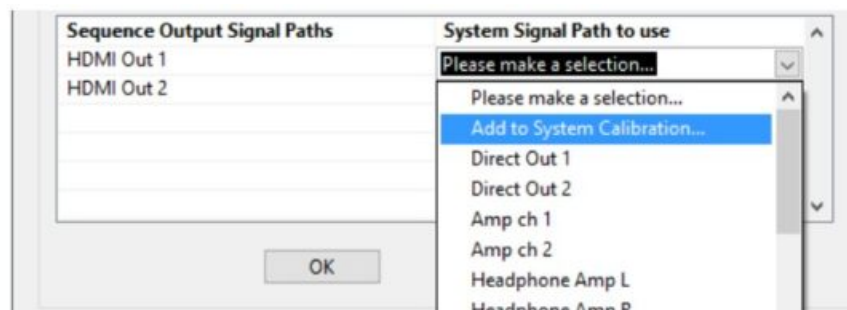 Sequence Output Signal Paths System Signal Path to use
HDMI Out 1 Please make a selection...
HDMI Out 2 Please make a selection...
Add to System Calibration...
Direct Out 1
Direct Out 2
Amp ch 1
Amp ch 2
OK
Headphone Amp L
Headphone Amp R